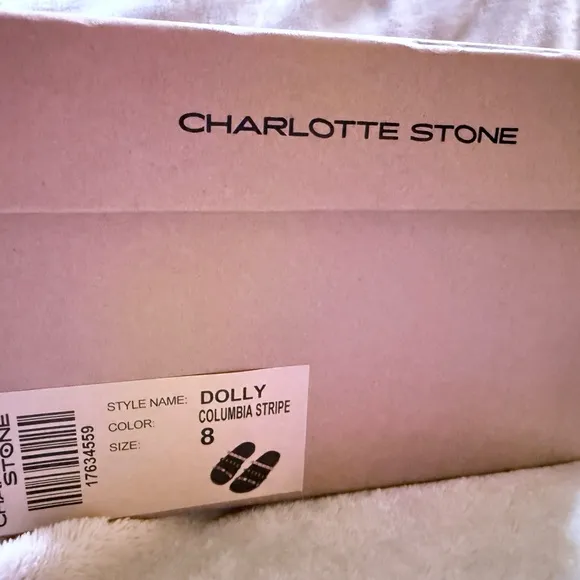 CHARLOTTE STONE
STYLE NAME: DOLLY
COLOR: COLUMBIA STRIPE
SIZE: 8
17634559
STONE